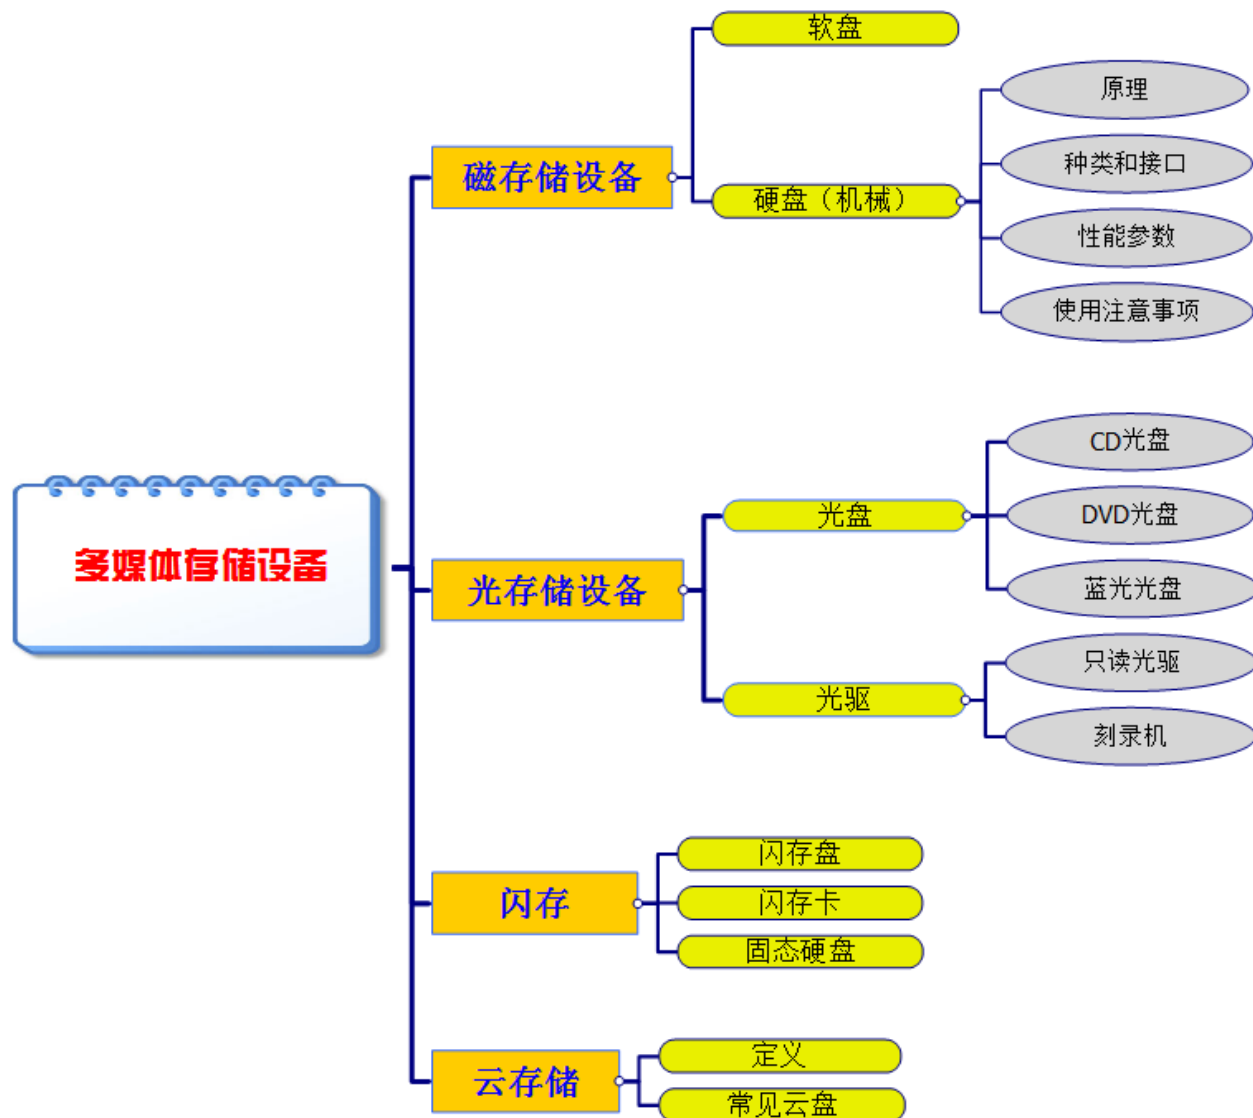 多媒体存储设备
磁存储设备
软盘
硬盘（机械）
原理
种类和接口
性能参数
使用注意事项
光存储设备
光盘
CD光盘
DVD光盘
蓝光光盘
光驱
只读光驱
刻录机
闪存
闪存盘
闪存卡
固态硬盘
云存储
定义
常见云盘